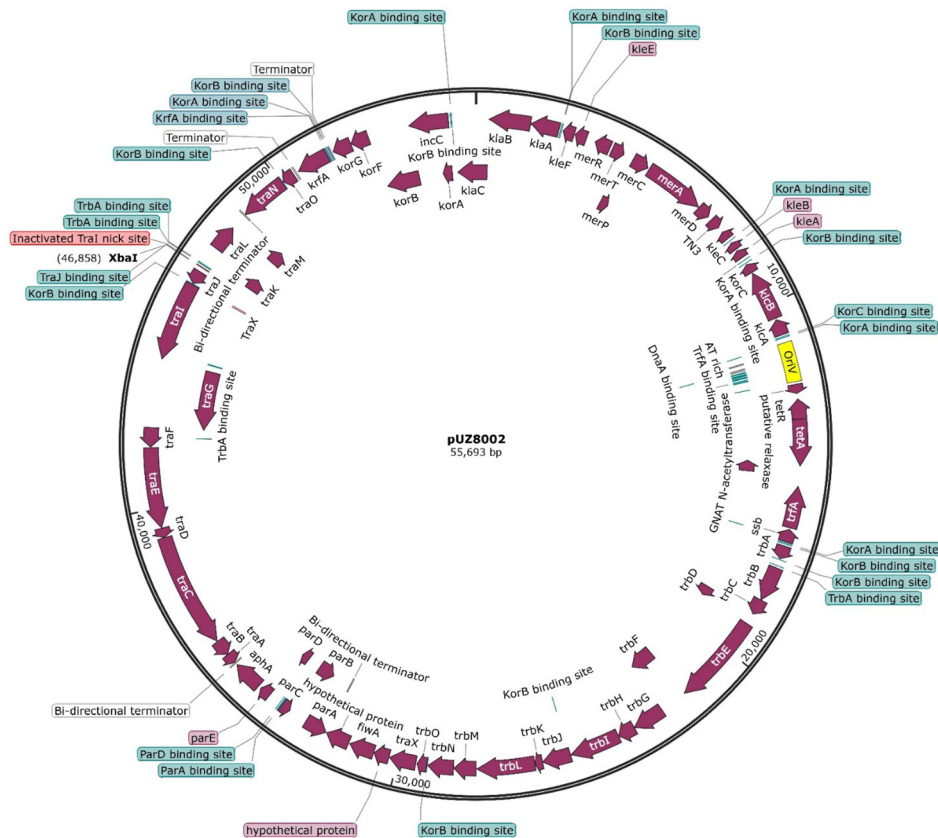 KorA binding site
KorA binding site
KorB binding site
kleE
Terminator
KorB binding site
KorA binding site
KrfA binding site
Terminator
KorB binding site
TrbA binding site
TrbA binding site
Inactivated TraI nick site
(46,858) XbaI
TraJ binding site
KorB binding site
incC
KorB binding site
korB
korA
klaC
klaB
klaA
kleF
merR
merT
merP
merC
merA
merD
TN3
kleC
KorA binding site
kleB
kleA
KorB binding site
korC
10,000
klcB
klcA
KorA binding site
KorC binding site
KorA binding site
OriV
AT rich
TrfA binding site
DnaA binding site
tetR
tetA
putative relaxase
GNAT N-acetyltransferase
trfA
ssb
trbA
KorA binding site
KorB binding site
KorB binding site
TrbA binding site
trbB
trbC
trbD
trbE
20,000
trbF
trbG
trbH
trbI
KorB binding site
trbJ
trbK
trbL
trbM
trbN
trbO
KorB binding site
traX
30,000
hypothetical protein
fiwA
hypothetical protein
parA
parB
Bi-directional terminator
parD
parC
ParA binding site
ParD binding site
parE
aphA
Bi-directional terminator
traA
traB
traC
traD
40,000
traE
traF
traG
TrbA binding site
traI
traJ
TraX
traK
Bi-directional terminator
traL
traM
traN
50,000
traO
krfA
korG
korF
pUZ8002
55,693 bp